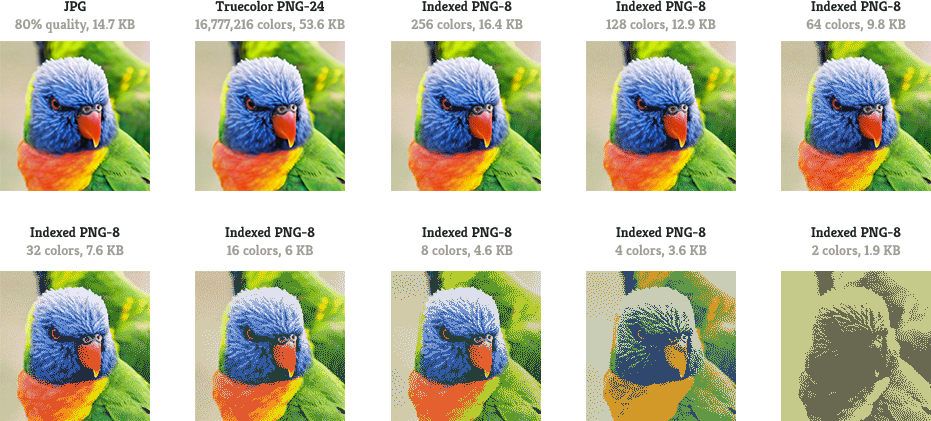 JPG
80% quality, 14.7 KB
Truecolor PNG-24
16,777,216 colors, 53.6 KB
Indexed PNG-8
256 colors, 16.4 KB
Indexed PNG-8
128 colors, 12.9 KB
Indexed PNG-8
64 colors, 9.8 KB
Indexed PNG-8
32 colors, 7.6 KB
Indexed PNG-8
16 colors, 6 KB
Indexed PNG-8
8 colors, 4.6 KB
Indexed PNG-8
4 colors, 3.6 KB
Indexed PNG-8
2 colors, 1.9 KB